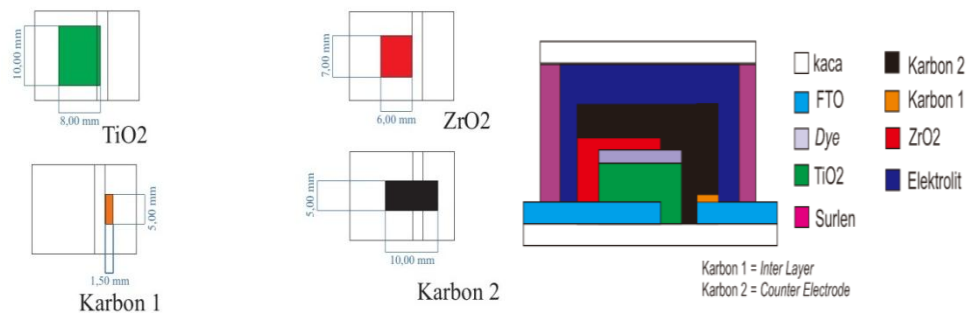 10,00 mm
8,00 mm
TiO2
7,00 mm
6,00 mm
ZrO2
5,00 mm
1,50 mm
Karbon 1
5,00 mm
10,00 mm
Karbon 2
kaca
FTO
Dye
TiO2
Surlen
Karbon 2
Karbon 1
ZrO2
Elektrolit
Karbon 1 = Inter Layer
Karbon 2 = Counter Electrode